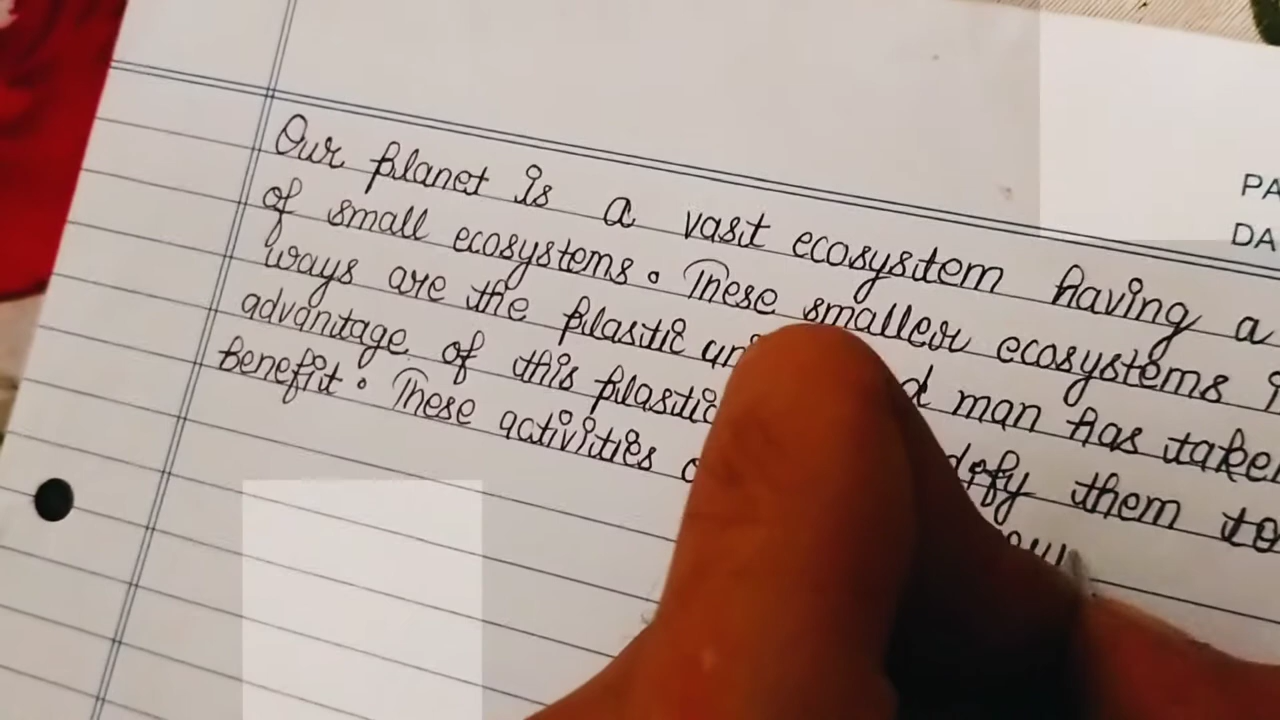 PA
DA
Our planet is a vast ecosystem having a
of small ecosystems. These smaller ecosystems
ways are the plastic and man has taken
advantage of this plastic them to
benefit. These activities